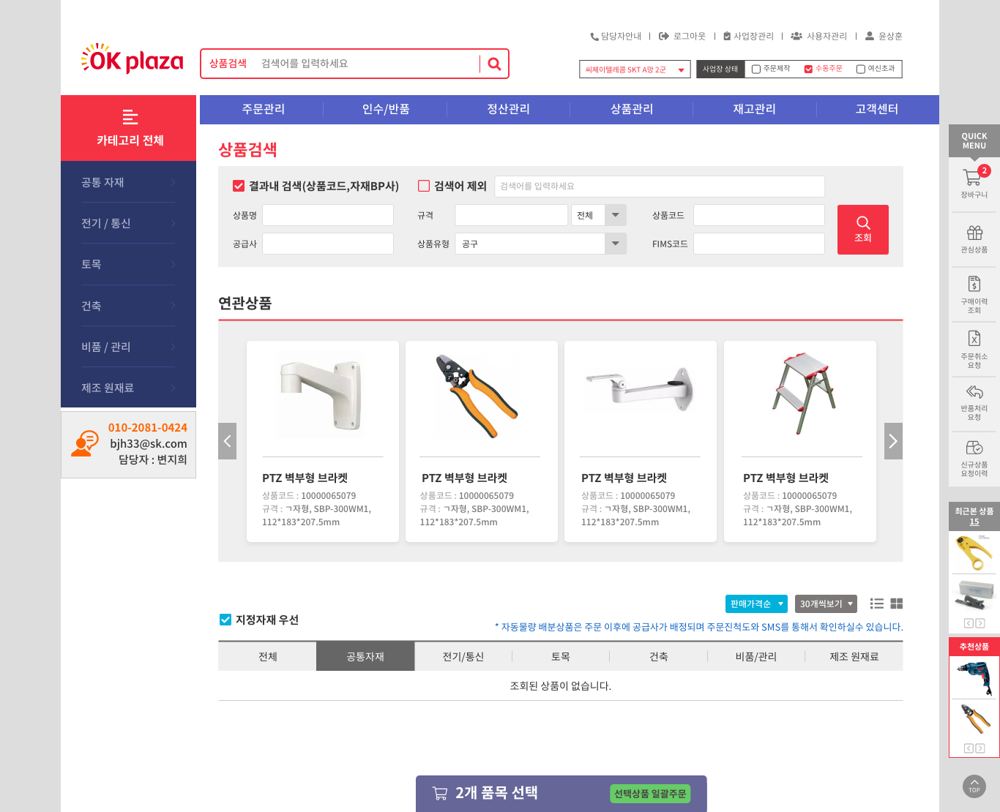 담당자안내
로그아웃
사업장관리
사용자관리
윤상훈
OK plaza
상품검색
검색어를 입력하세요
씨제이텔레콤 SKT A망 2군
사업장 상태
주문제작
수동주문
여신초과
카테고리 전체
주문관리
인수/반품
정산관리
상품관리
재고관리
고객센터
공통 자재
전기 / 통신
토목
건축
비품 / 관리
제조 원재료
010-2081-0424
bjh33@sk.com
담당자 : 변지희
상품검색
결과내 검색(상품코드,자재BP사)
검색어 제외
검색어를 입력하세요
상품명
규격
전체
상품코드
공급사
상품유형
공구
FIMS코드
조회
연관상품
PTZ 벽부형 브라켓
상품코드 : 10000065079
규격 : ㄱ자형, SBP-300WM1,
112*183*207.5mm
PTZ 벽부형 브라켓
상품코드 : 10000065079
규격 : ㄱ자형, SBP-300WM1,
112*183*207.5mm
PTZ 벽부형 브라켓
상품코드 : 10000065079
규격 : ㄱ자형, SBP-300WM1,
112*183*207.5mm
PTZ 벽부형 브라켓
상품코드 : 10000065079
규격 : ㄱ자형, SBP-300WM1,
112*183*207.5mm
판매가격순
30개씩보기
지정자재 우선
* 자동물량 배분상품은 주문 이후에 공급사가 배정되며 주문진척도와 SMS를 통해서 확인하실수 있습니다.
전체
공통자재
전기/통신
토목
건축
비품/관리
제조 원재료
조회된 상품이 없습니다.
2개 품목 선택
선택상품 일괄주문
QUICK
MENU
2
장바구니
관심상품
구매이력
조회
주문취소
요청
반품처리
요청
신규상품
요청이력
최근본 상품
15
추천상품
TOP